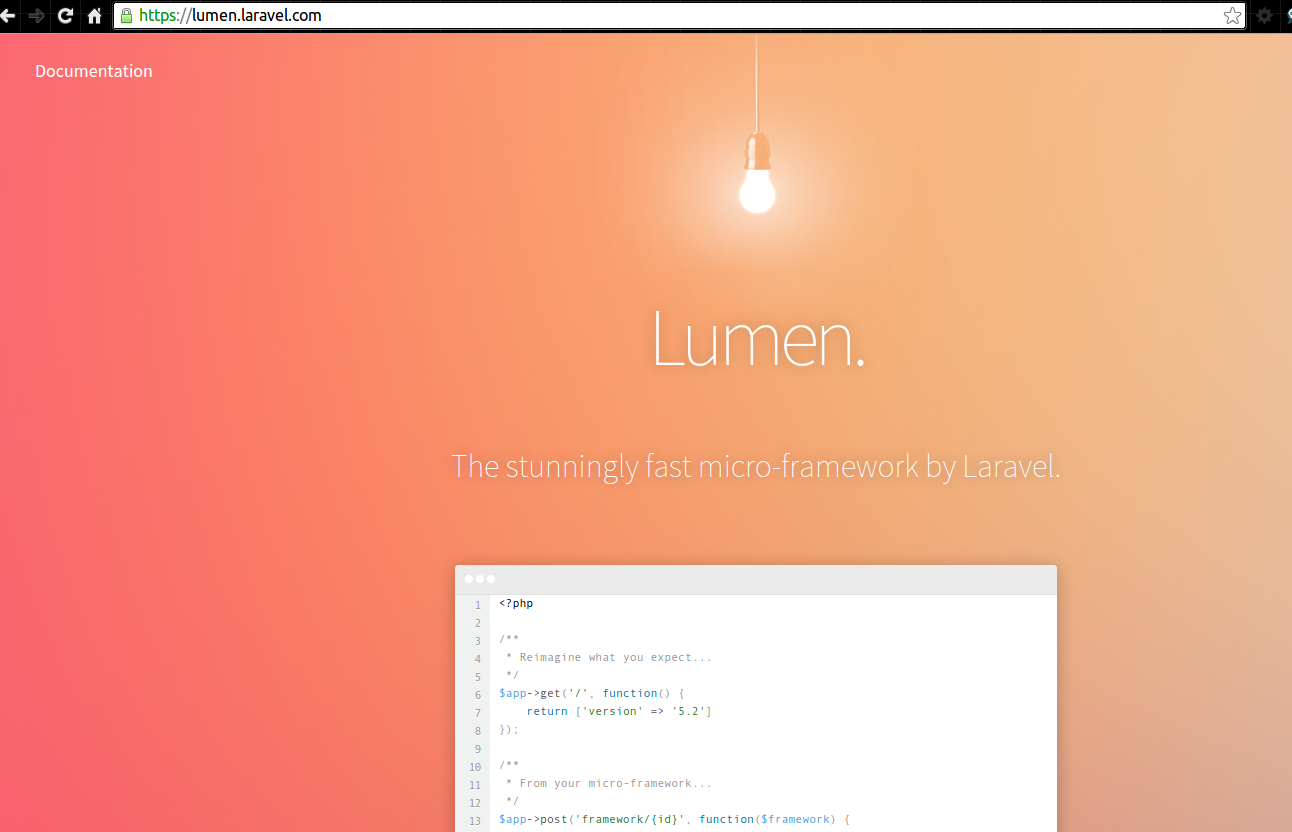 https://lumen.laravel.com
Documentation
Lumen.
The stunningly fast micro-framework by Laravel.
1 <?php
2
3 /**
4 * Reimagine what you expect...
5 */
6 $app->get('/', function() {
7 return ['version' => '5.2']
8 });
9
10 /**
11 * From your micro-framework...
12 */
13 $app->post('framework/{id}', function($framework) {